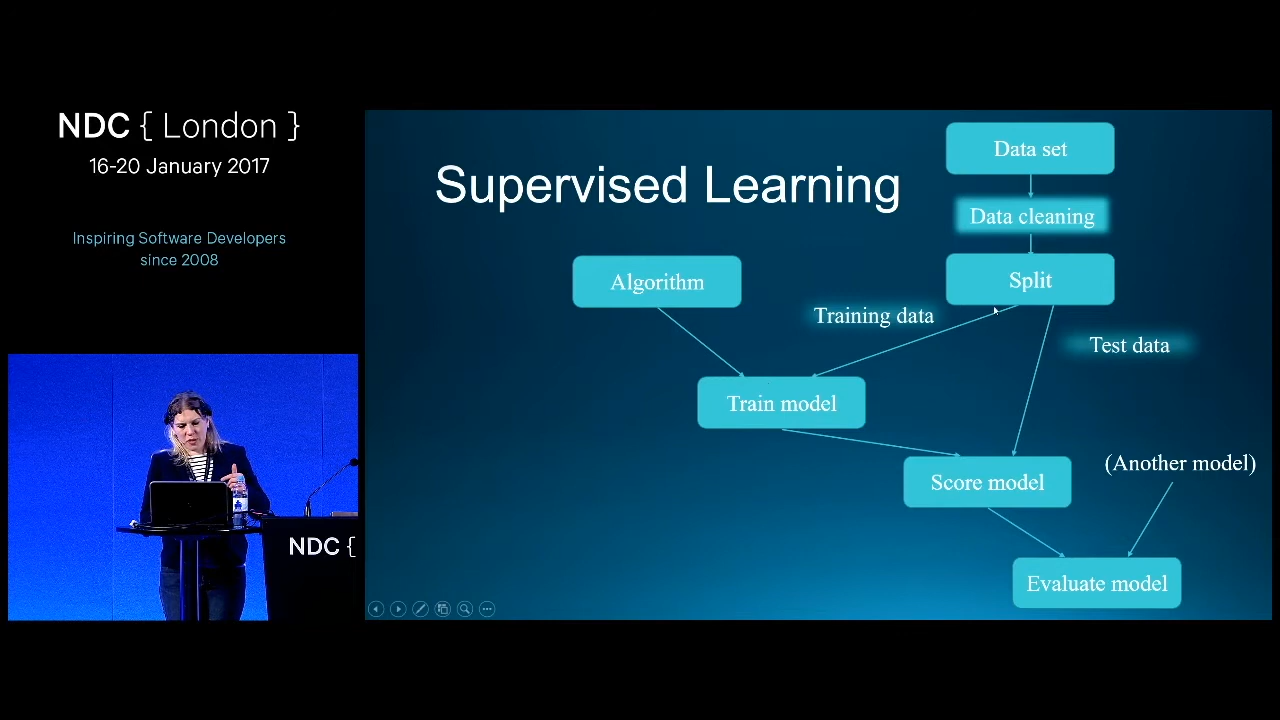 NDC { London }
16-20 January 2017
Inspiring Software Developers
since 2008
NDC {
Supervised Learning
Data set
Data cleaning
Split
Algorithm
Training data
Test data
Train model
Score model
(Another model)
Evaluate model